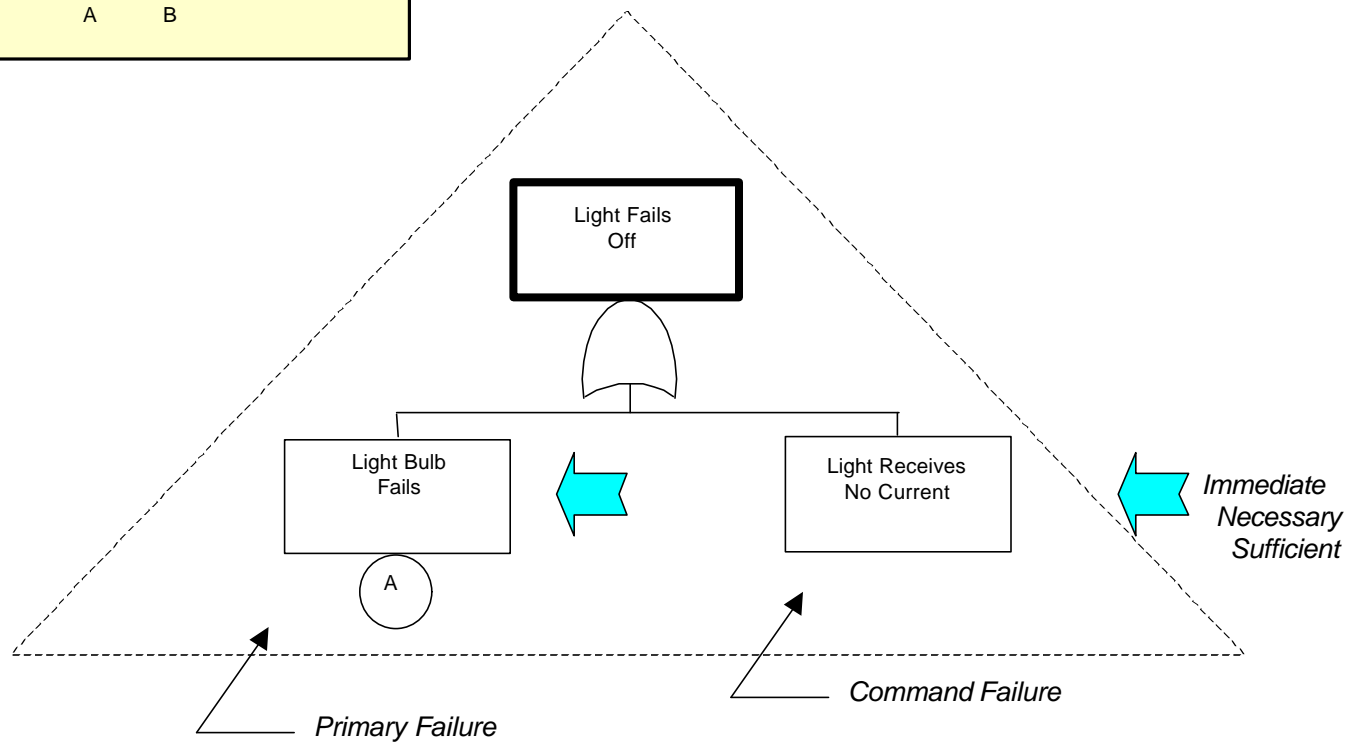 A B
Light Fails
Off
Light Bulb
Fails
Light Receives
No Current
Immediate
Necessary
Sufficient
A
Command Failure
Primary Failure